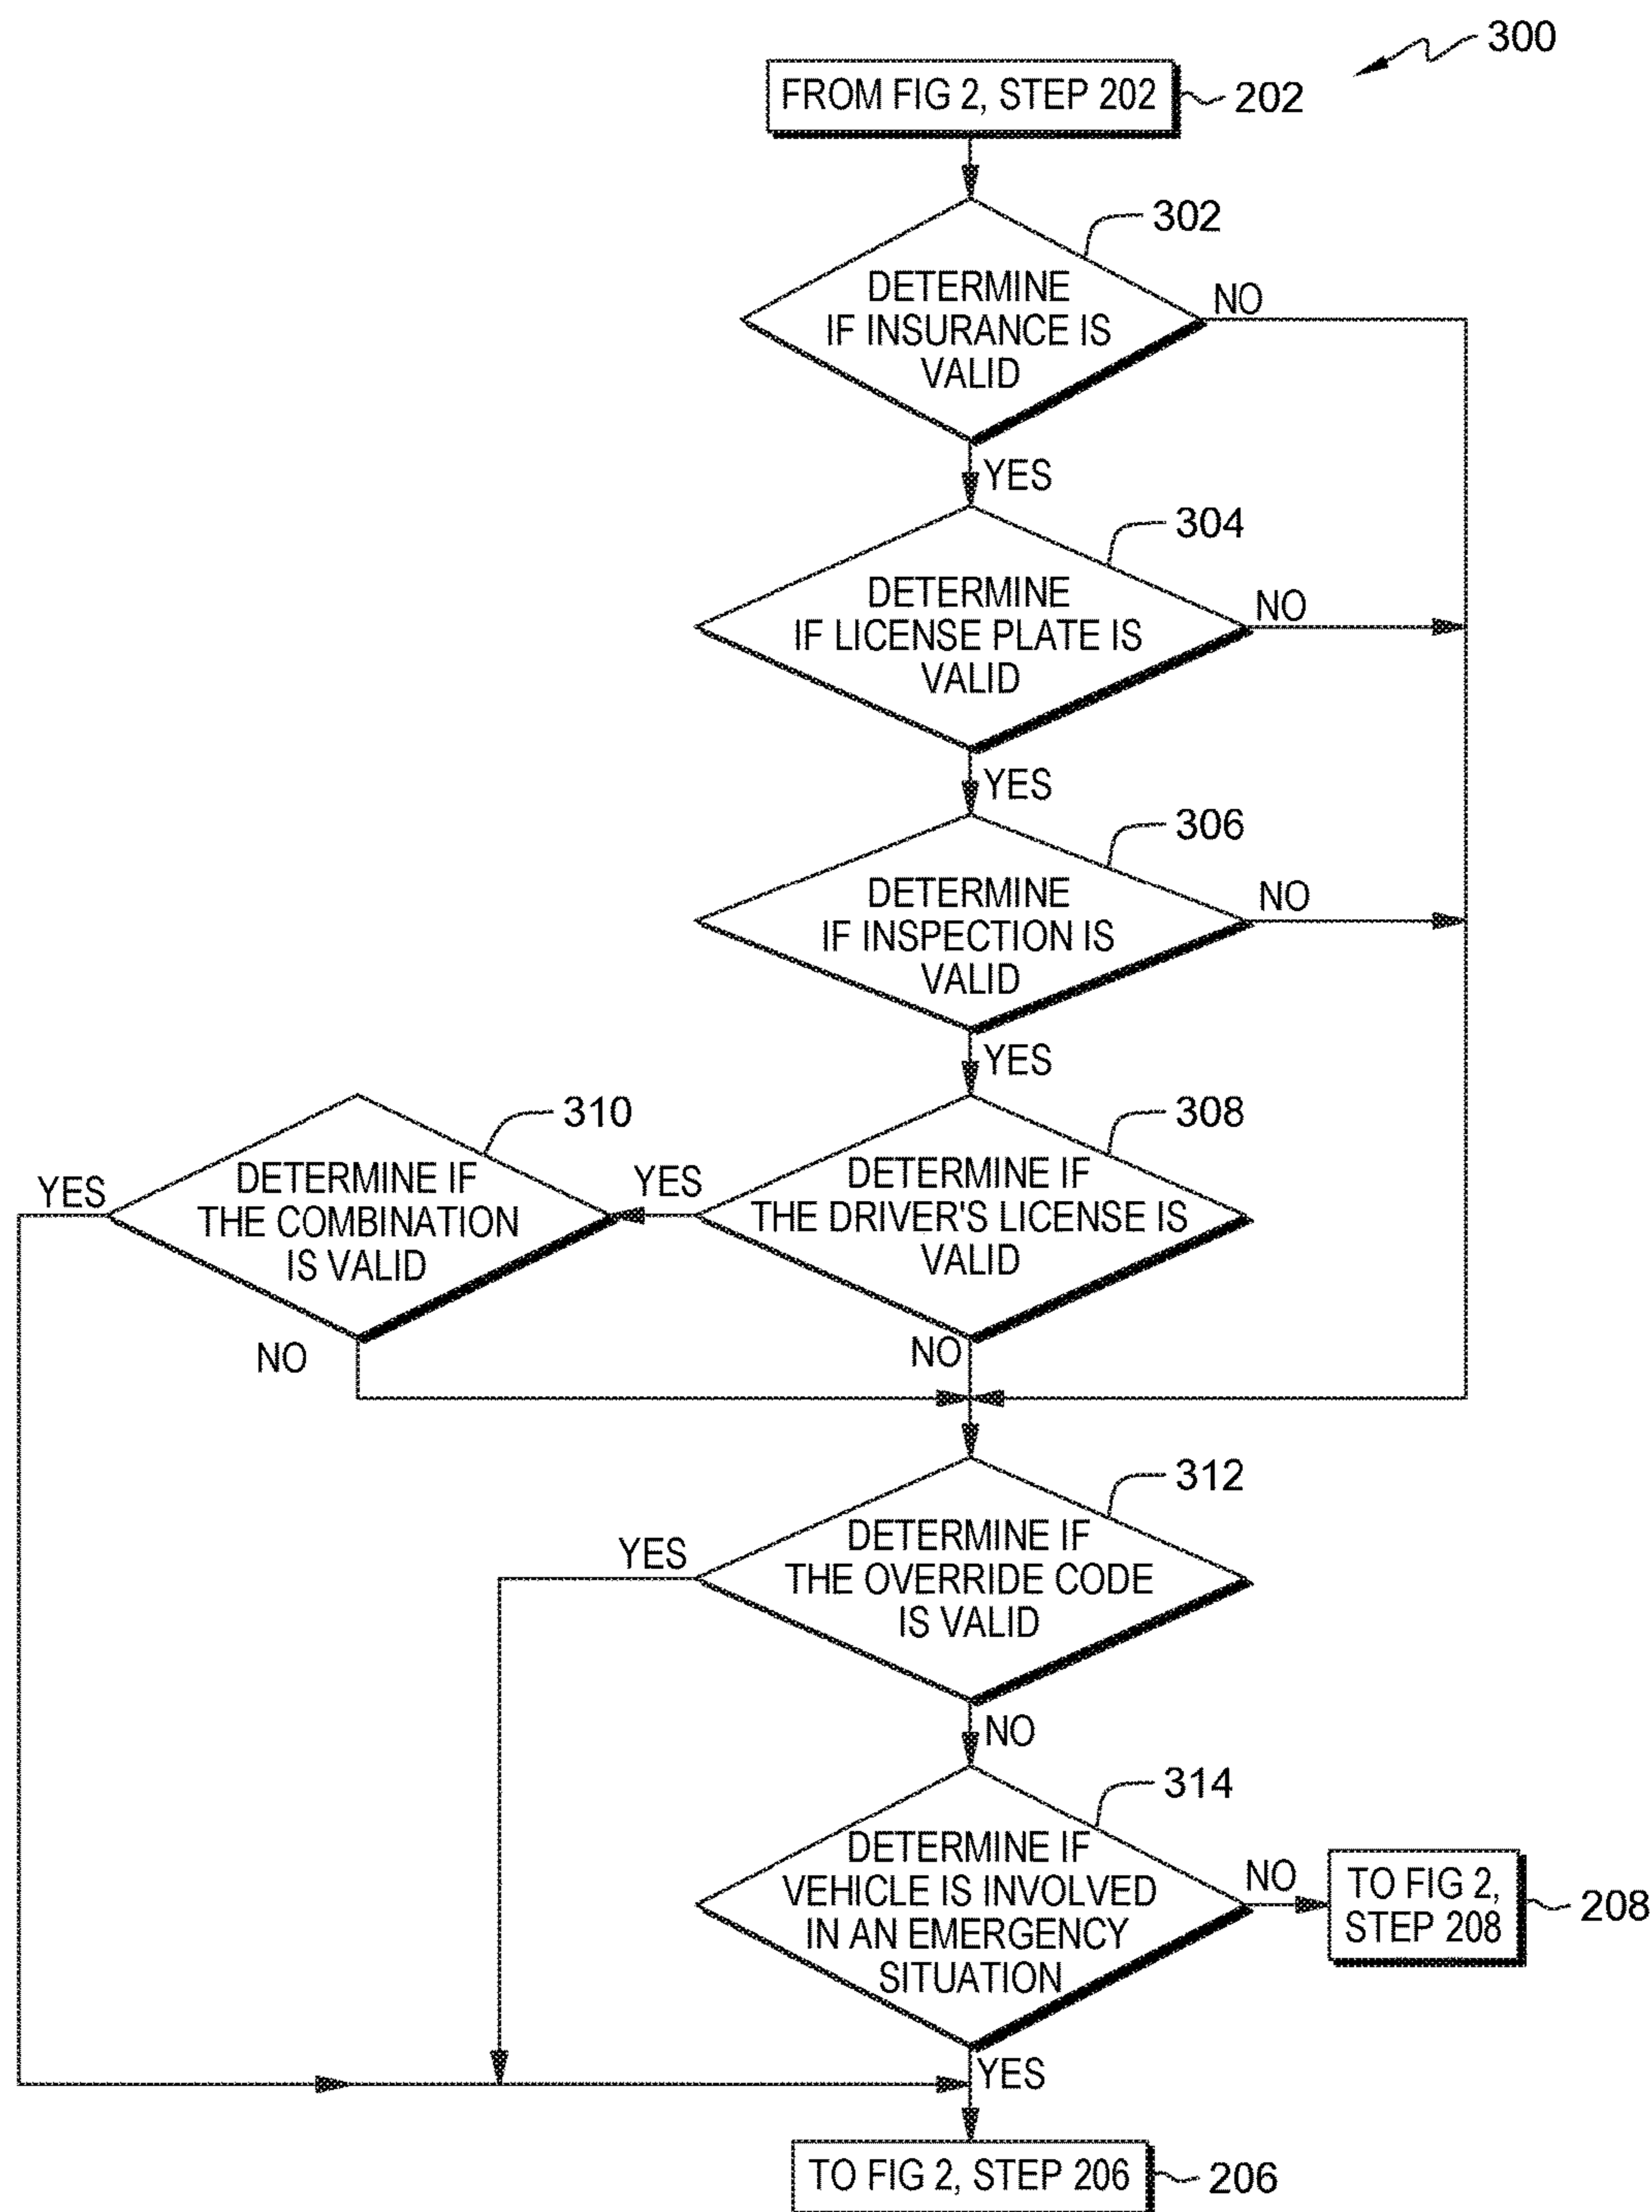 300
FROM FIG 2, STEP 202
202
302
DETERMINE
IF INSURANCE IS
VALID
NO
YES
304
DETERMINE
IF LICENSE PLATE IS
VALID
NO
YES
306
DETERMINE
IF INSPECTION IS
VALID
NO
YES
310
DETERMINE IF
THE COMBINATION
IS VALID
YES
NO
308
YES
DETERMINE IF
THE DRIVER'S LICENSE IS
VALID
NO
312
YES
DETERMINE IF
THE OVERRIDE CODE
IS VALID
NO
314
DETERMINE IF
VEHICLE IS INVOLVED
IN AN EMERGENCY
SITUATION
NO
TO FIG 2,
STEP 208
208
YES
TO FIG 2, STEP 206
206